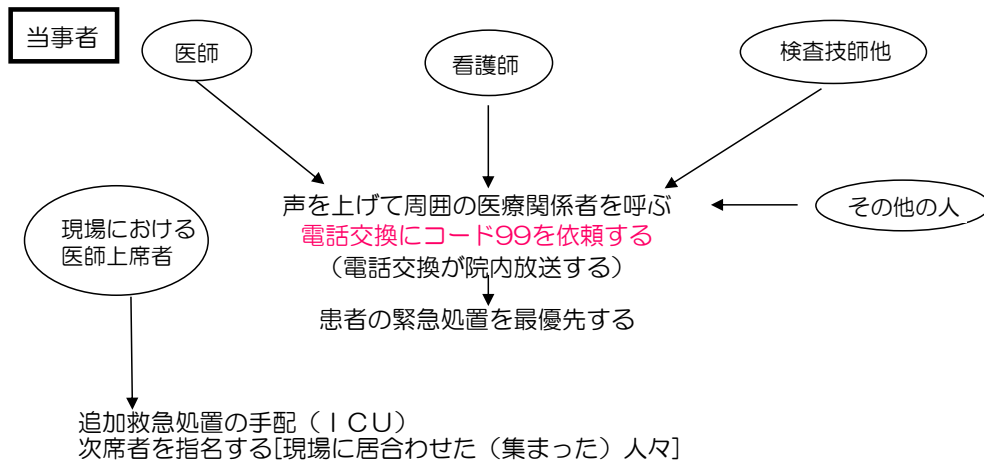 当事者
医師
看護師
検査技師他
声を上げて周囲の医療関係者を呼ぶ
電話交換にコード99を依頼する
（電話交換が院内放送する）
その他の人
現場における
医師上席者
患者の緊急処置を最優先する
追加救急処置の手配（ＩＣＵ）
次席者を指名する[現場に居合わせた（集まった）人々]